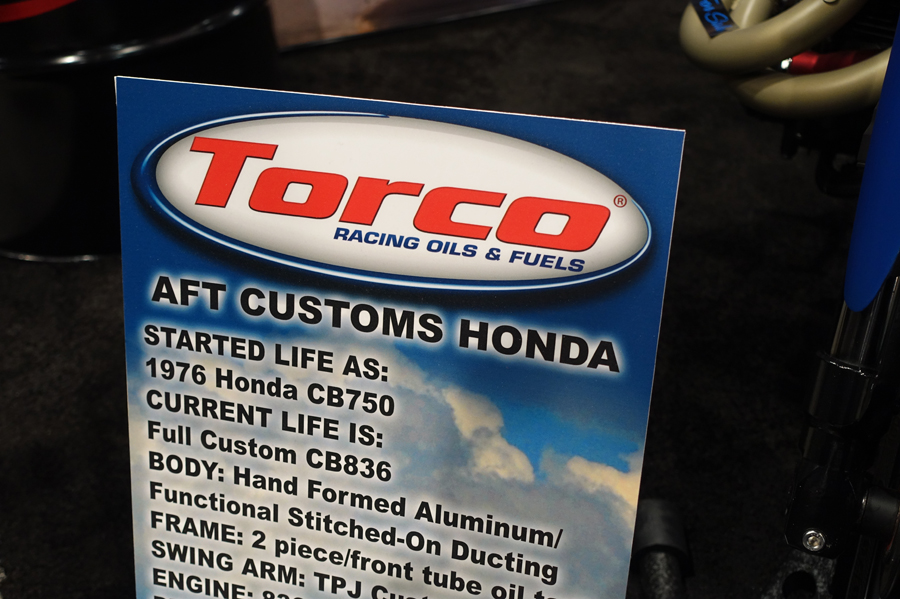 Torco®
RACING OILS & FUELS
AFT CUSTOMS HONDA
STARTED LIFE AS:
1976 Honda CB750
CURRENT LIFE IS:
Full Custom CB836
BODY: Hand Formed Aluminum/
Functional Stitched-On Ducting
FRAME: 2 piece/front tube oil
SWING ARM: TPJ
ENGINE: